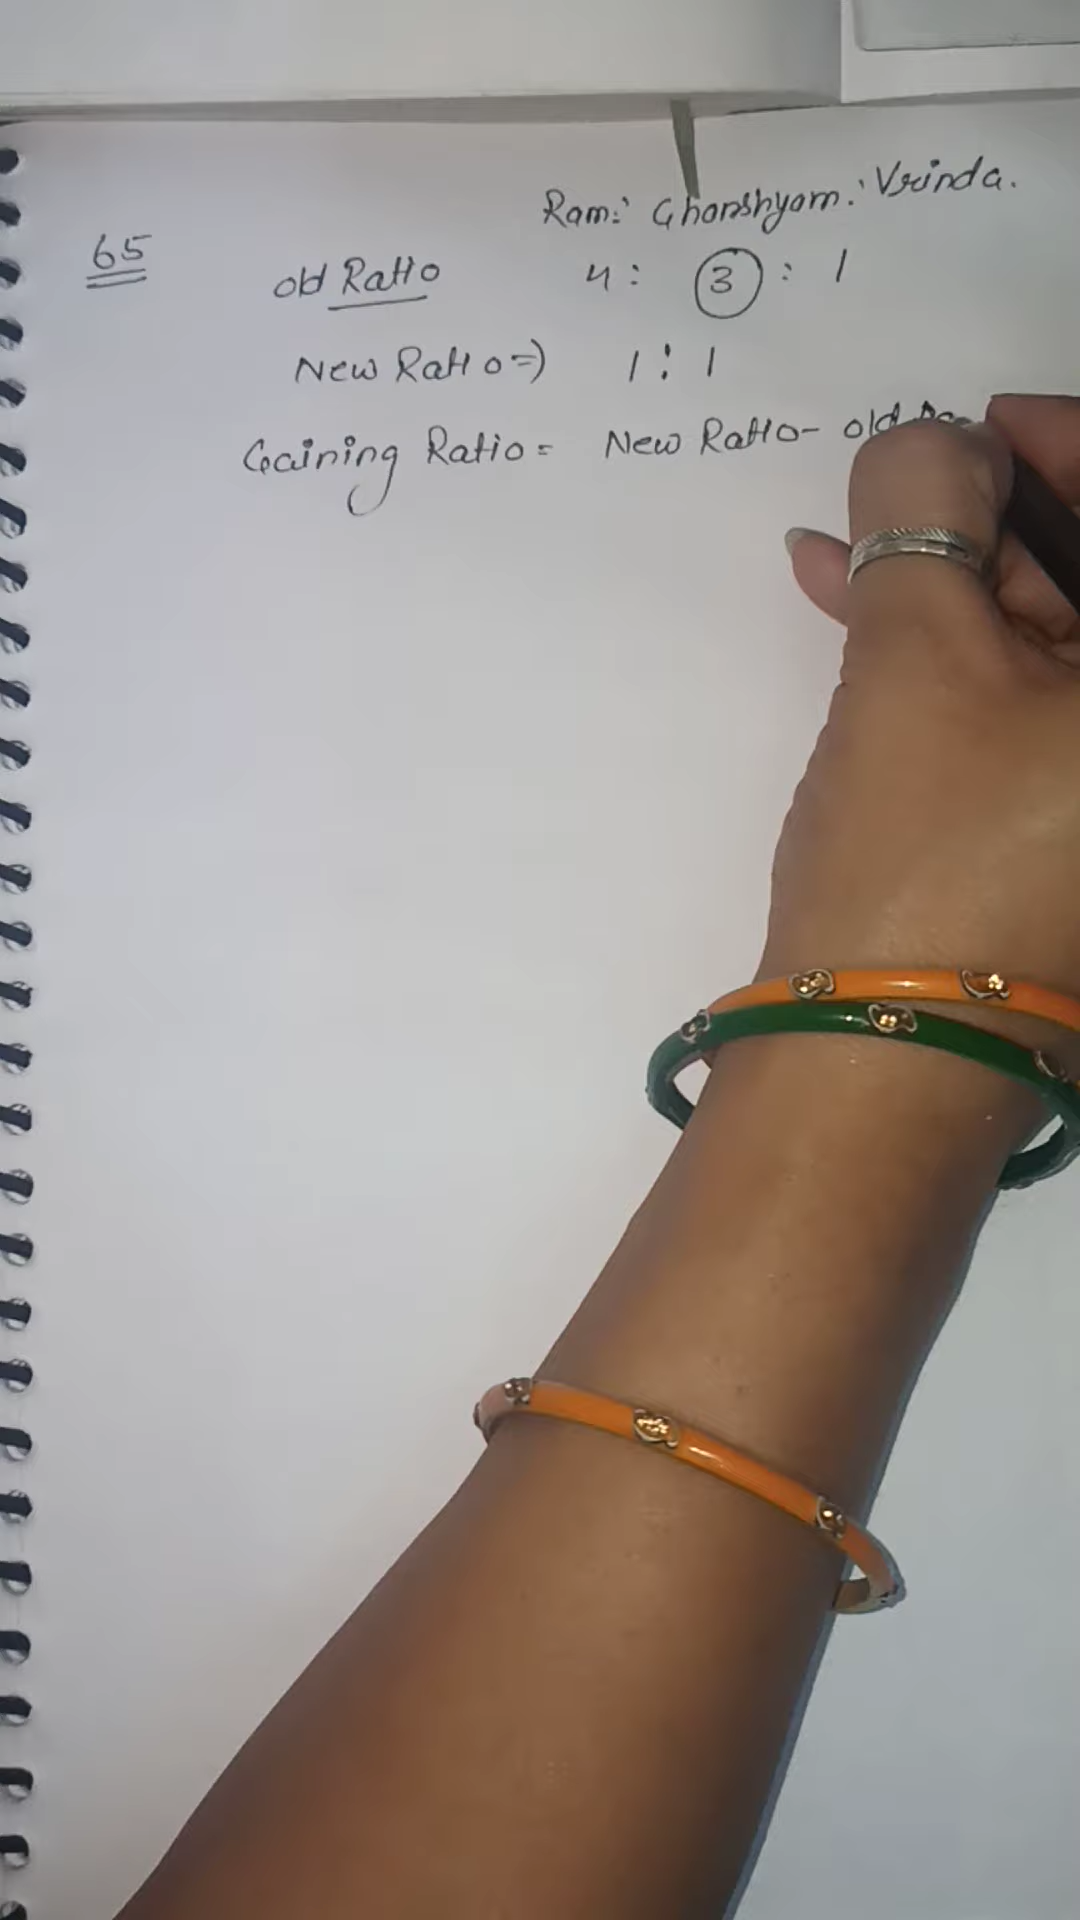 Ram: Ghanshyam: Vrinda.
65
old Ratio 4: 3 : 1
New Ratio => 1 : 1
Gaining Ratio = New Ratio - old